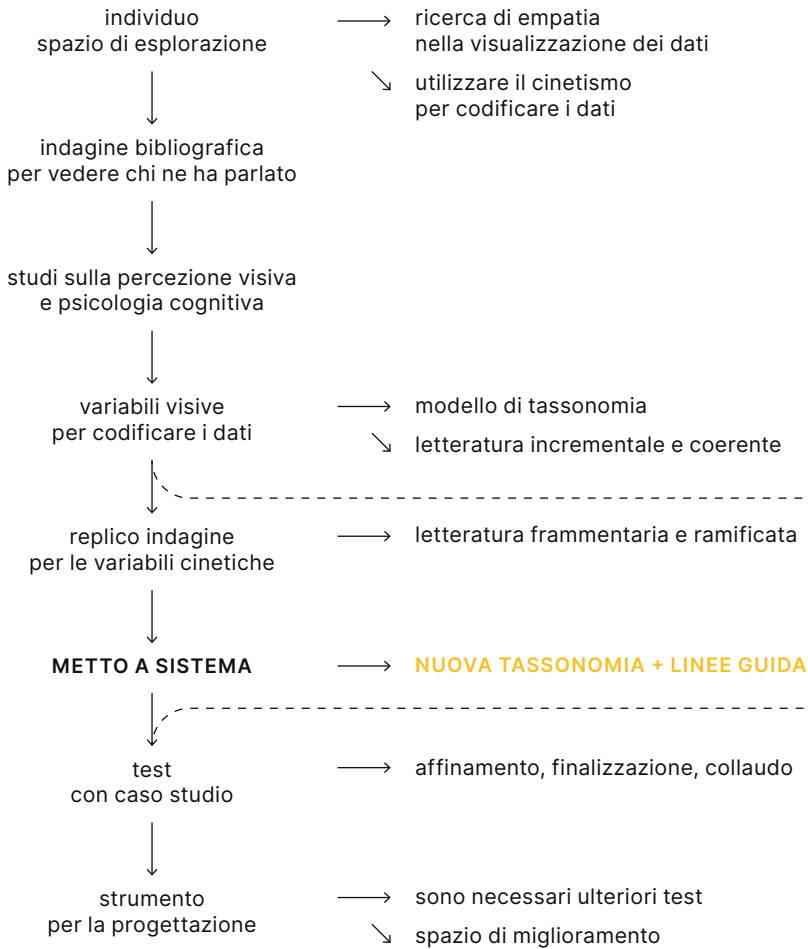 individuo
spazio di esplorazione
ricerca di empatia
nella visualizzazione dei dati
utilizzare il cinetismo
per codificare i dati
indagine bibliografica
per vedere chi ne ha parlato
studi sulla percezione visiva
e psicologia cognitiva
variabili visive
per codificare i dati
modello di tassonomia
letteratura incrementale e coerente
replico indagine
per le variabili cinetiche
letteratura frammentaria e ramificata
METTO A SISTEMA
NUOVA TASSONOMIA + LINEE GUIDA
test
con caso studio
affinamento, finalizzazione, collaudo
strumento
per la progettazione
sono necessari ulteriori test
spazio di miglioramento